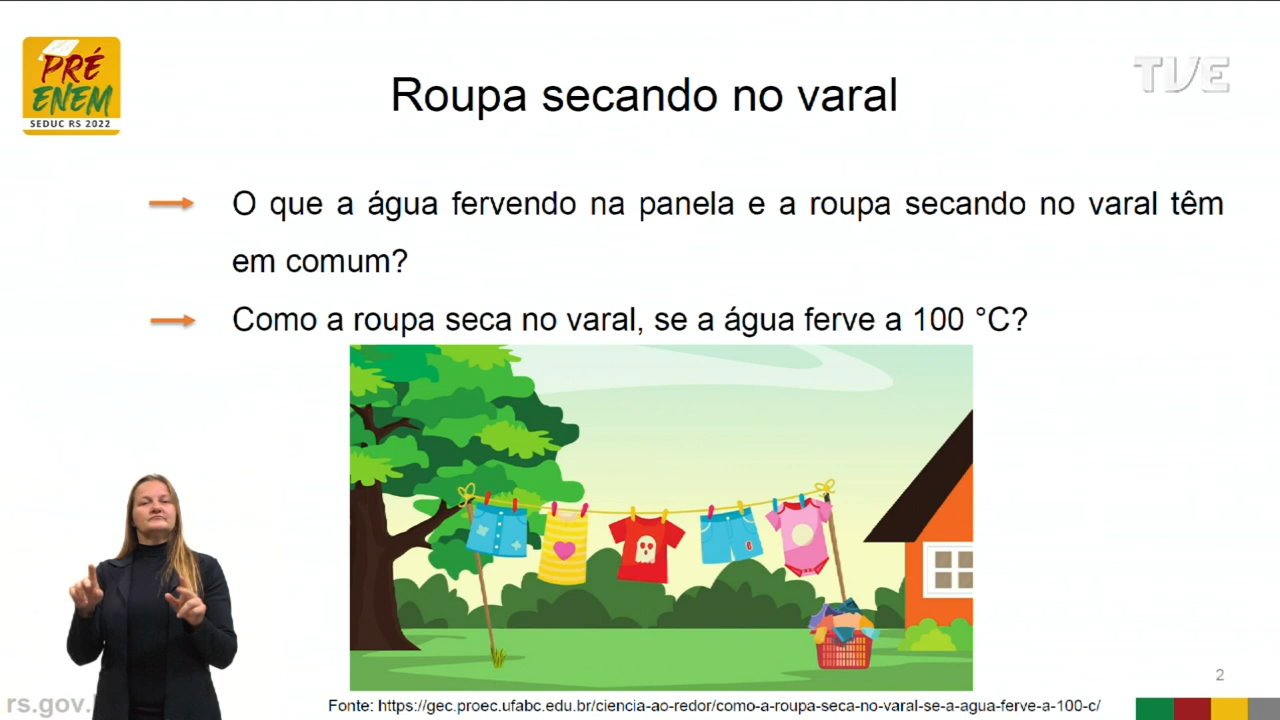 PRÉ
ENEM
SEDUC RS 2022
TVE
Roupa secando no varal
O que a água fervendo na panela e a roupa secando no varal têm
em comum?
Como a roupa seca no varal, se a água ferve a 100 °C?
2
rs.gov.
Fonte: https://gec.proec.ufabc.edu.br/ciencia-ao-redor/como-a-roupa-seca-no-varal-se-a-agua-ferve-a-100-c/